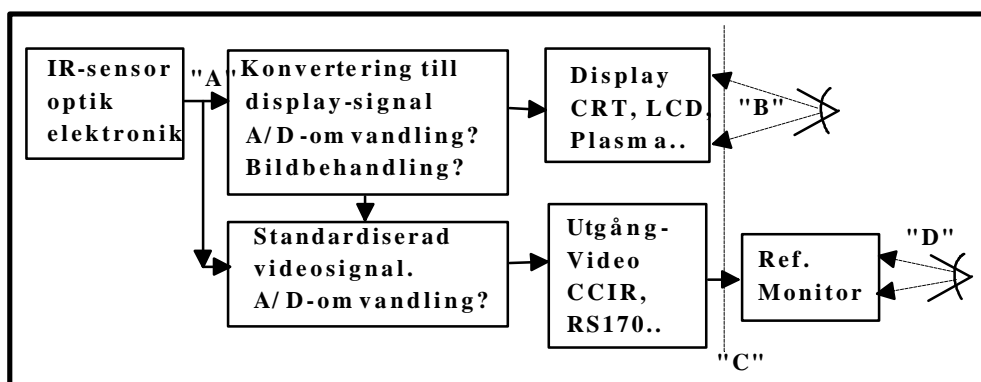 IR-sensor
optik
elektronik
"A"
Konvertering till
display-signal
A/D-omvandling?
Bildbehandling?
Display
CRT, LCD,
Plasma..
"B"
Standardiserad
videosignal.
A/D-omvandling?
Utgång-
Video
CCIR,
RS170..
"C"
Ref.
Monitor
"D"